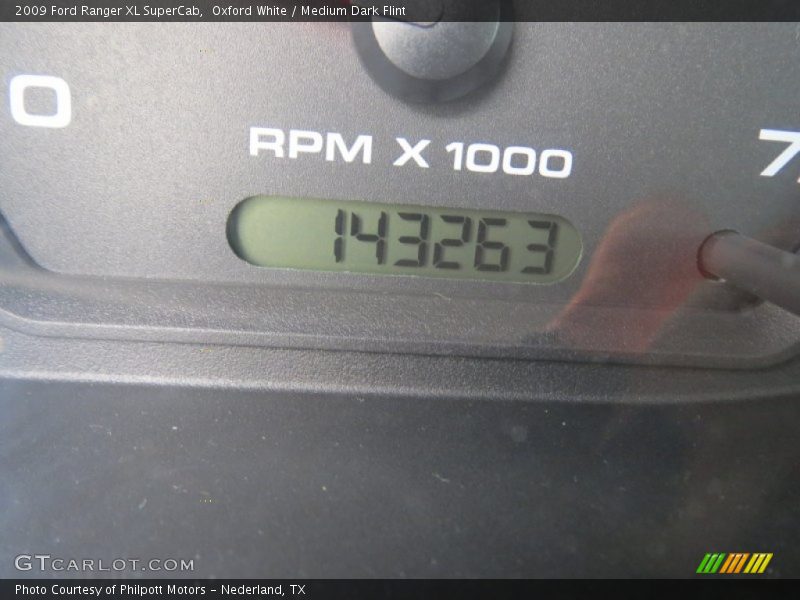 2009 Ford Ranger XL SuperCab,  Oxford White / Medium Dark Flint
0
RPM X 1000
7
143263
GTcarlot.com
Photo Courtesy of Philpott Motors - Nederland, TX